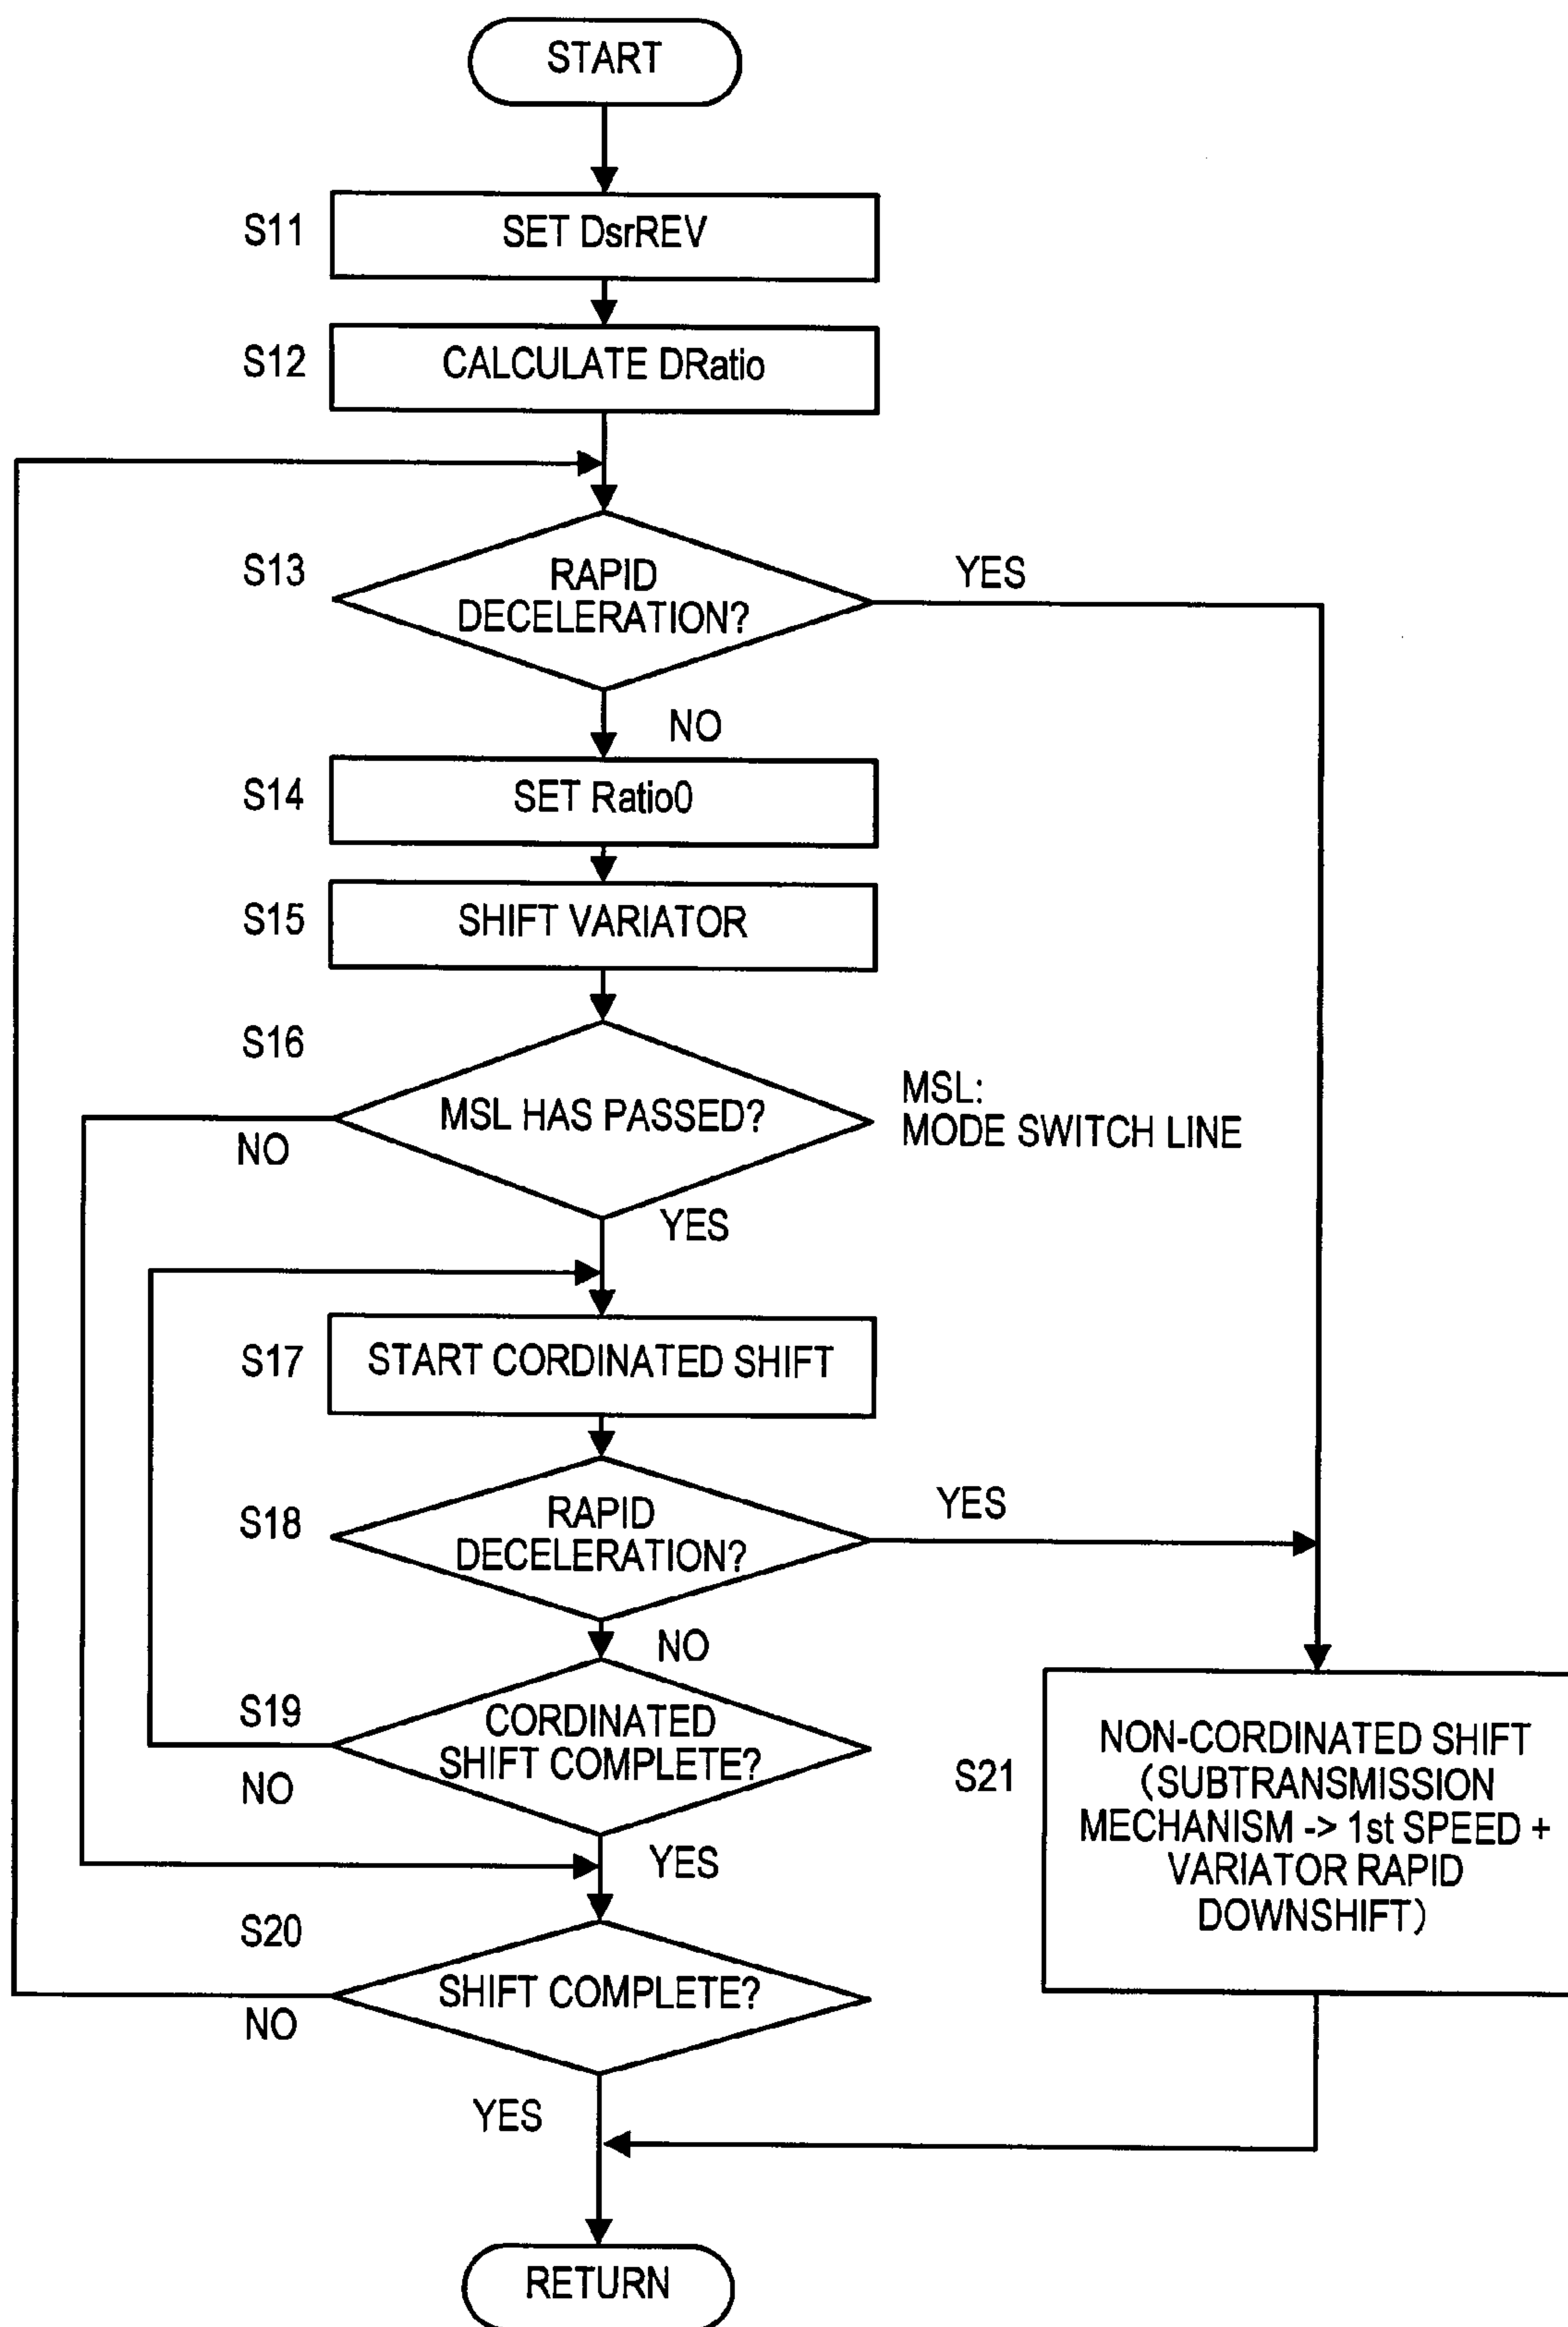 START
S11
SET DsrREV
S12
CALCULATE DRatio
S13
RAPID
DECELERATION?
YES
NO
S14
SET Ratio0
S15
SHIFT VARIATOR
S16
MSL HAS PASSED?
MSL:
MODE SWITCH LINE
NO
YES
S17
START CORDINATED SHIFT
S18
RAPID
DECELERATION?
YES
NO
S19
CORDINATED
SHIFT COMPLETE?
NO
YES
S21
NON-CORDINATED SHIFT
(SUBTRANSMISSION
MECHANISM -> 1st SPEED +
VARIATOR RAPID
DOWNSHIFT)
S20
SHIFT COMPLETE?
NO
YES
RETURN